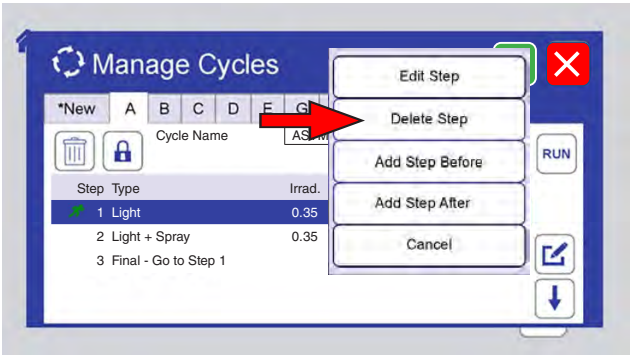 Manage Cycles
*New A B C D E G
Cycle Name
RUN
Step Type Irrad.
1 Light 0.35
2 Light + Spray 0.35
3 Final - Go to Step 1
Edit Step
Delete Step
Add Step Before
Add Step After
Cancel